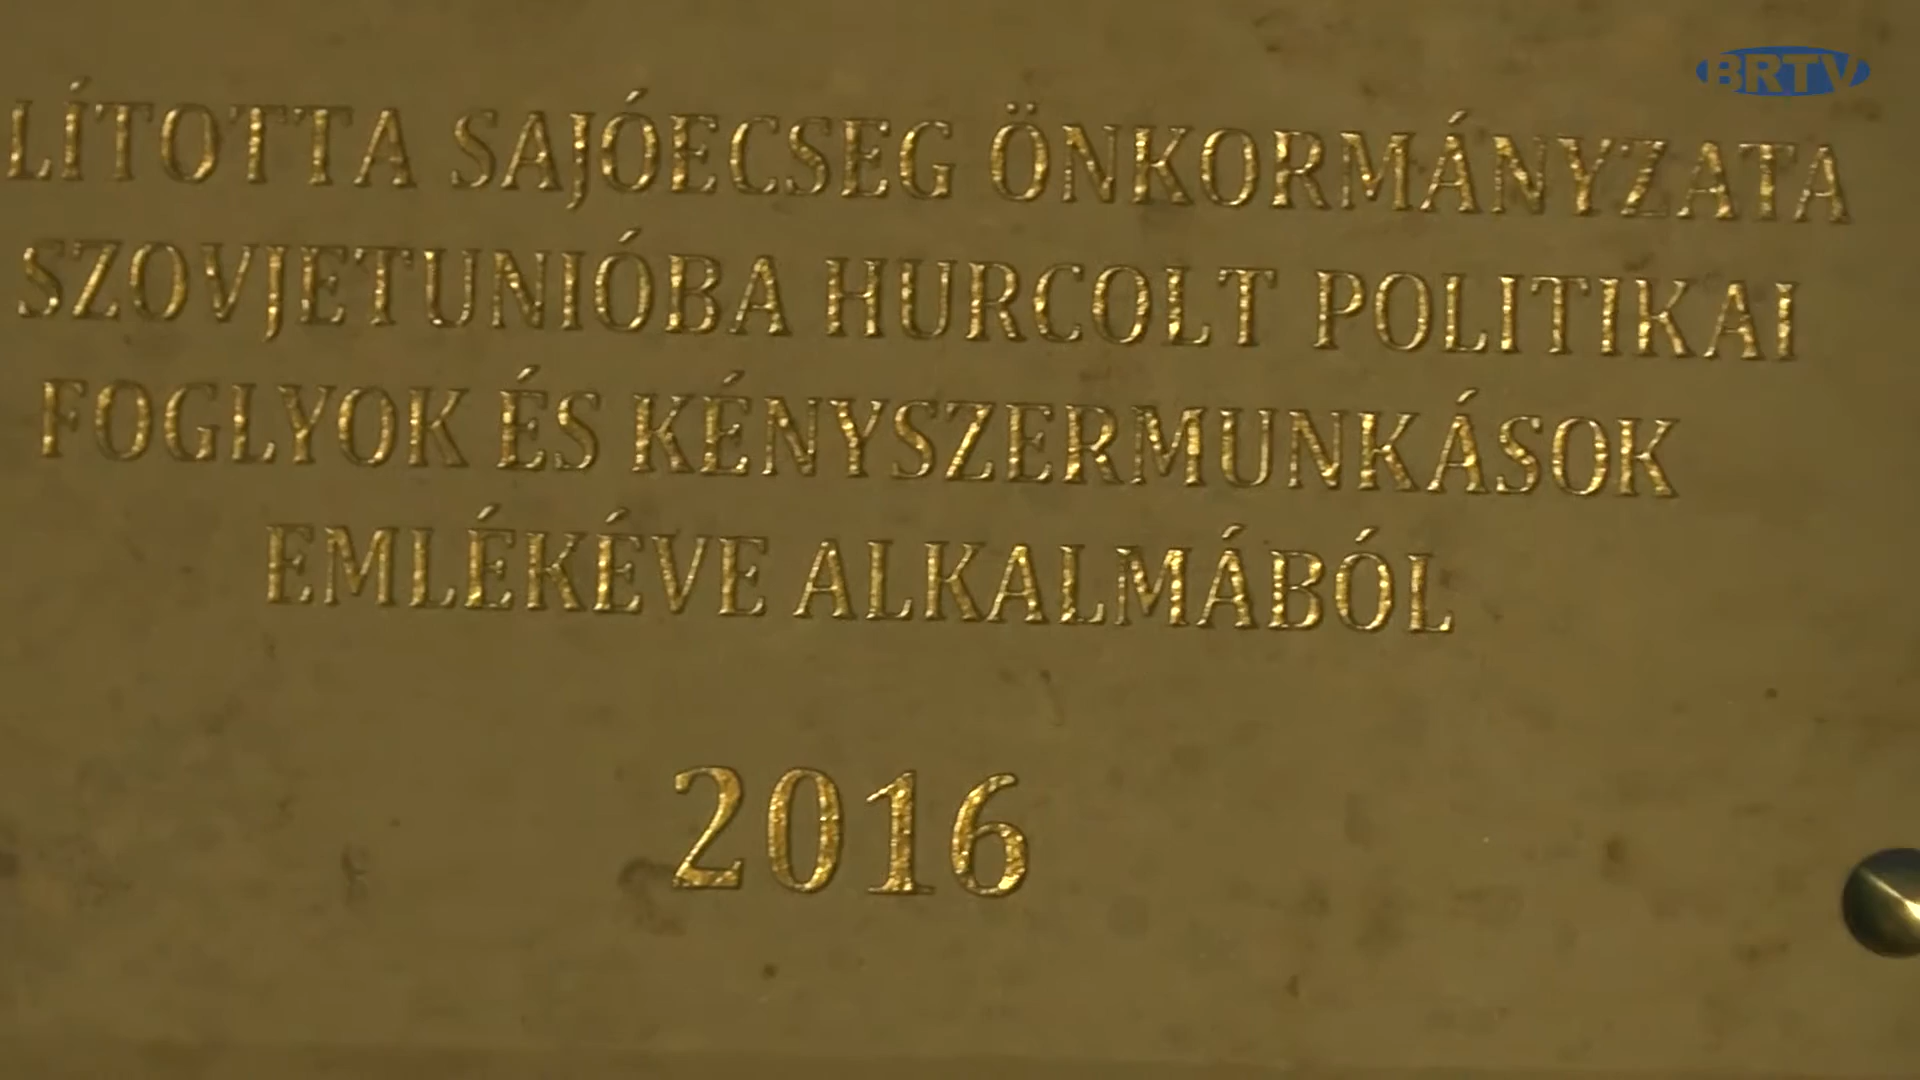 BRTV
LÍTOTTA SAJÓECSEG ÖNKORMÁNYZATA
SZOVJETUNIÓBA HURCOLT POLITIKAI
FOGLYOK ÉS KÉNYSZERMUNKÁSOK
EMLÉKÉVE ALKALMÁBÓL
2016